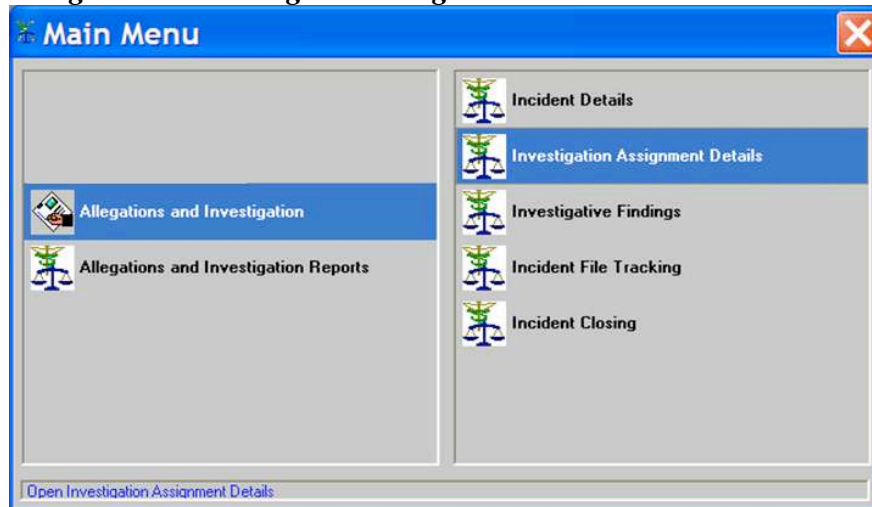 Main Menu
Allegations and Investigation
Allegations and Investigation Reports
Incident Details
Investigation Assignment Details
Investigative Findings
Incident File Tracking
Incident Closing
Open Investigation Assignment Details